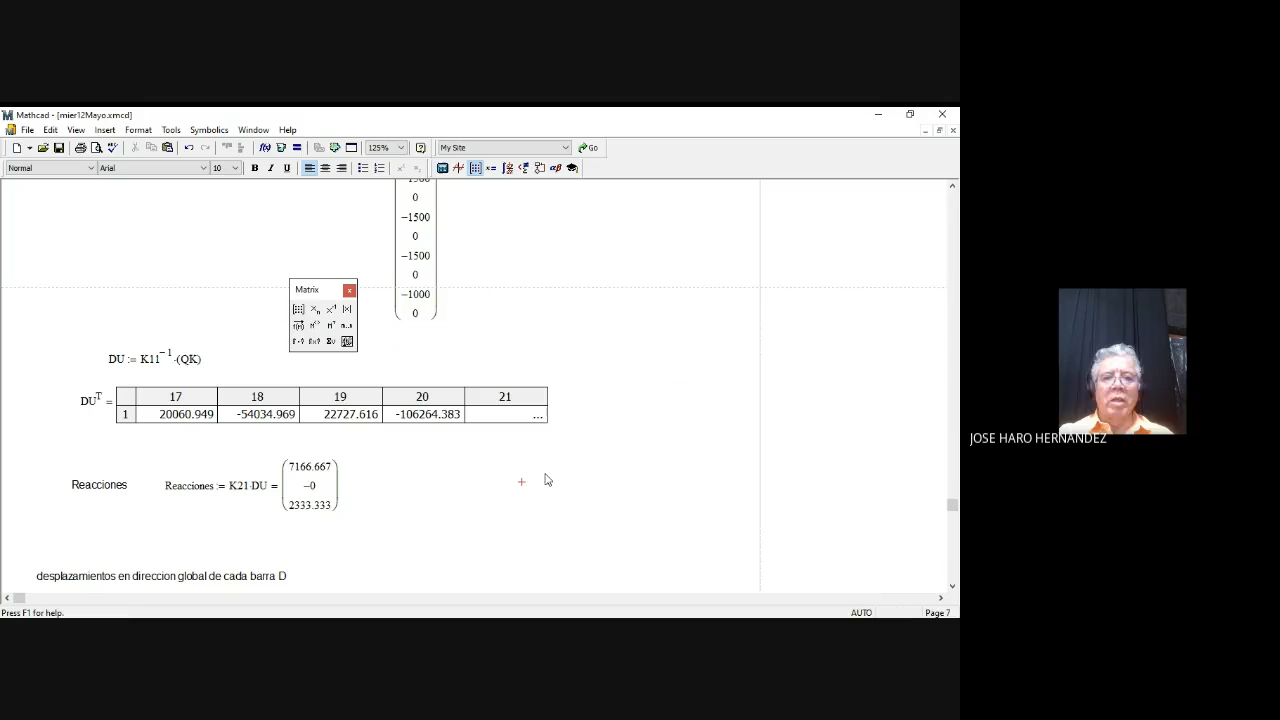 Mathcad - [mier12Mayo.xmcd]
File Edit View Insert Format Tools Symbolics Window Help
125% My Site Go
Normal Arial 10 B I U
-1500
0
-1500
0
-1500
0
-1000
0
Matrix
DU := K11⁻¹·(QK)
17 18 19 20 21
DUᵀ = 1 20060.949 -54034.969 22727.616 -106264.383 ...
7166.667
Reacciones Reacciones := K21·DU = -0
2333.333
desplazamientos en direccion global de cada barra D
Press F1 for help. AUTO Page 7
JOSE HARO HERNANDEZ